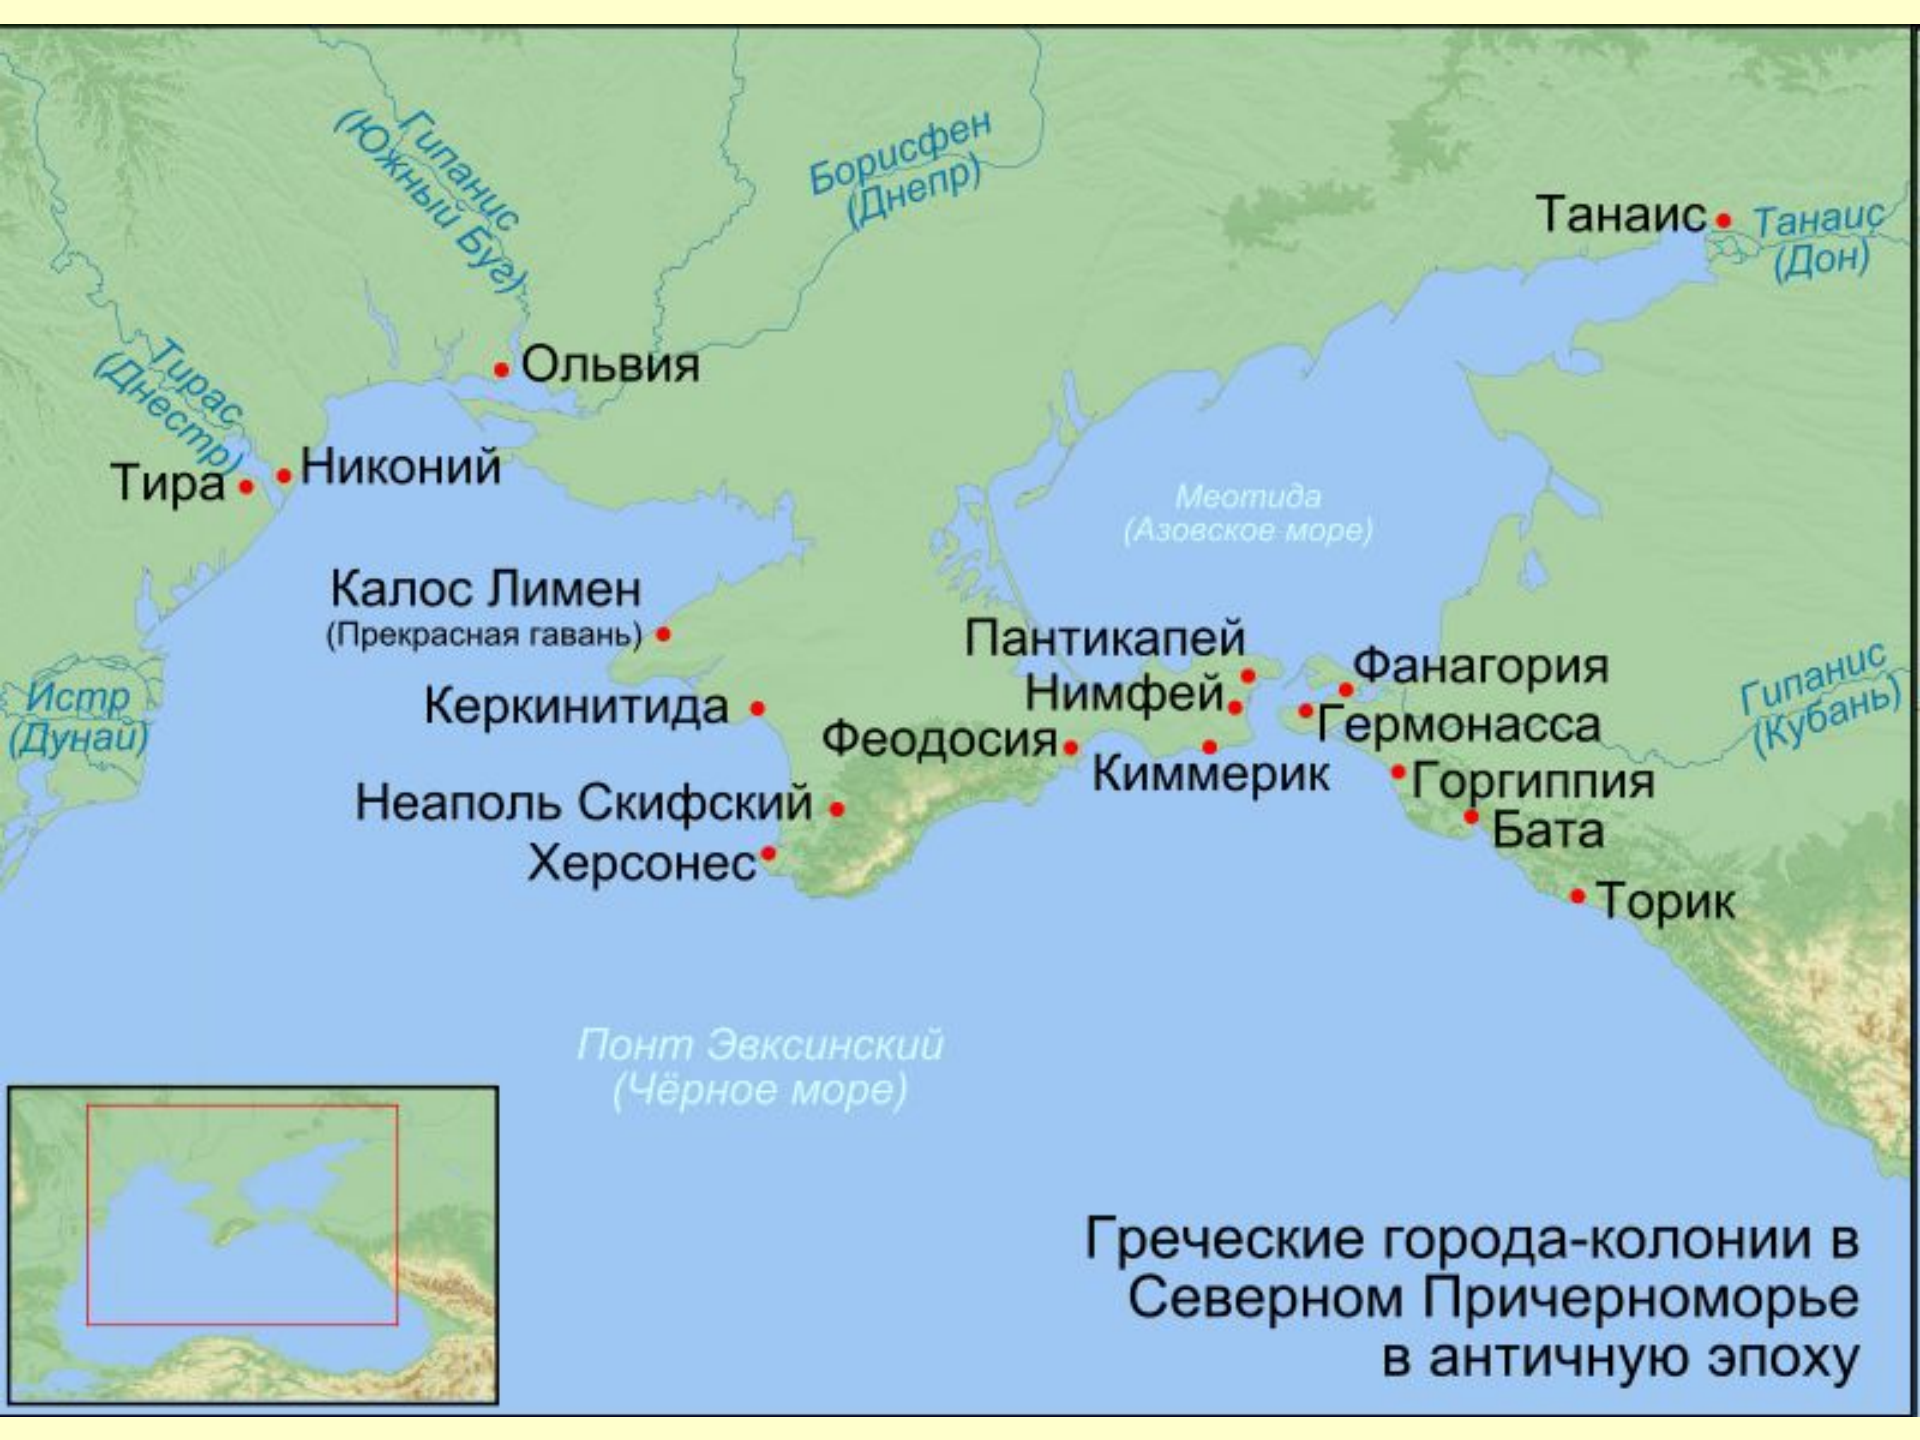 Гипанис
(Южный Буг)
Борисфен
(Днепр)
Танаис
Танаис
(Дон)
Тирас
(Днестр)
Ольвия
Никоний
Тира
Меотида
(Азовское море)
Калос Лимен
(Прекрасная гавань)
Пантикапей
Фанагория
Нимфей
Гипанис
(Кубань)
Истр
(Дунай)
Керкинитида
Гермонасса
Феодосия
Киммерик
Горгиппия
Неаполь Скифский
Бата
Херсонес
Торик
Понт Эвксинский
(Чёрное море)
Греческие города-колонии в
Северном Причерноморье
в античную эпоху